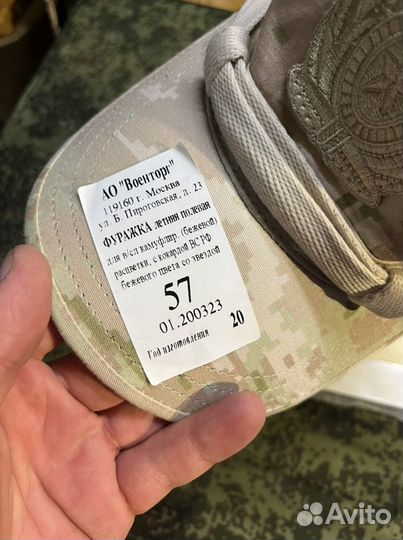 АО "Военторг"
119160 г. Москва
ул. Б. Пироговская, д. 23
ФУРАЖКА летняя полевая
для в/сл камуфлир. (бежевой)
расцветки, с кокардой ВС РФ
бежевого цвета со звездой
57
01.200323
Год изготовления 20
Avito